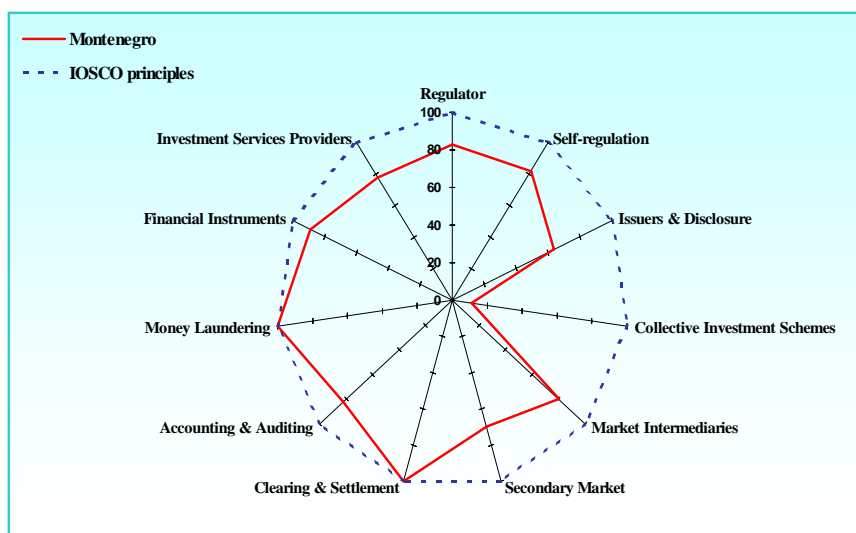 Montenegro
IOSCO principles
Regulator
100
Investment Services Providers
Self-regulation
80
60
Financial Instruments
Issuers & Disclosure
40
20
0
Money Laundering
Collective Investment Schemes
Accounting & Auditing
Market Intermediaries
Clearing & Settlement
Secondary Market